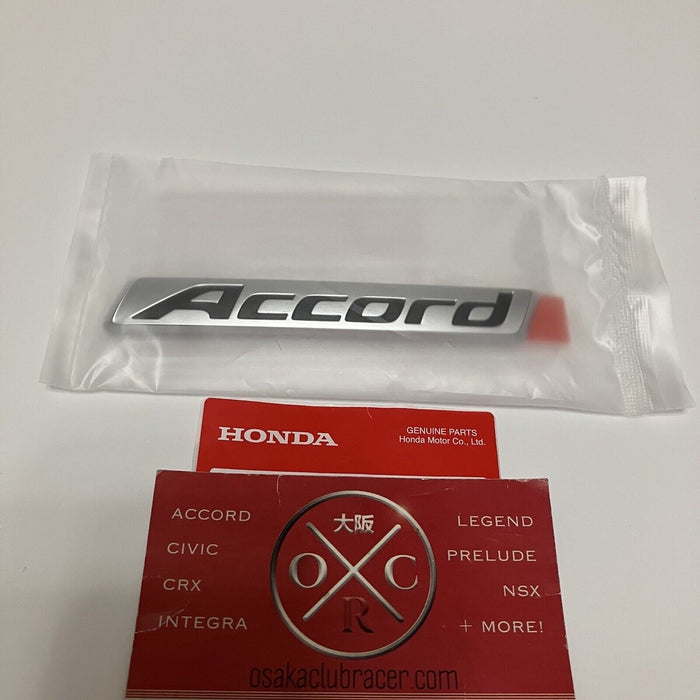 Accord
HONDA
GENUINE PARTS
Honda Motor Co., Ltd.
ACCORD
CIVIC
CRX
INTEGRA
大阪
O C
R
LEGEND
PRELUDE
NSX
+ MORE!
osakaclubracer.com